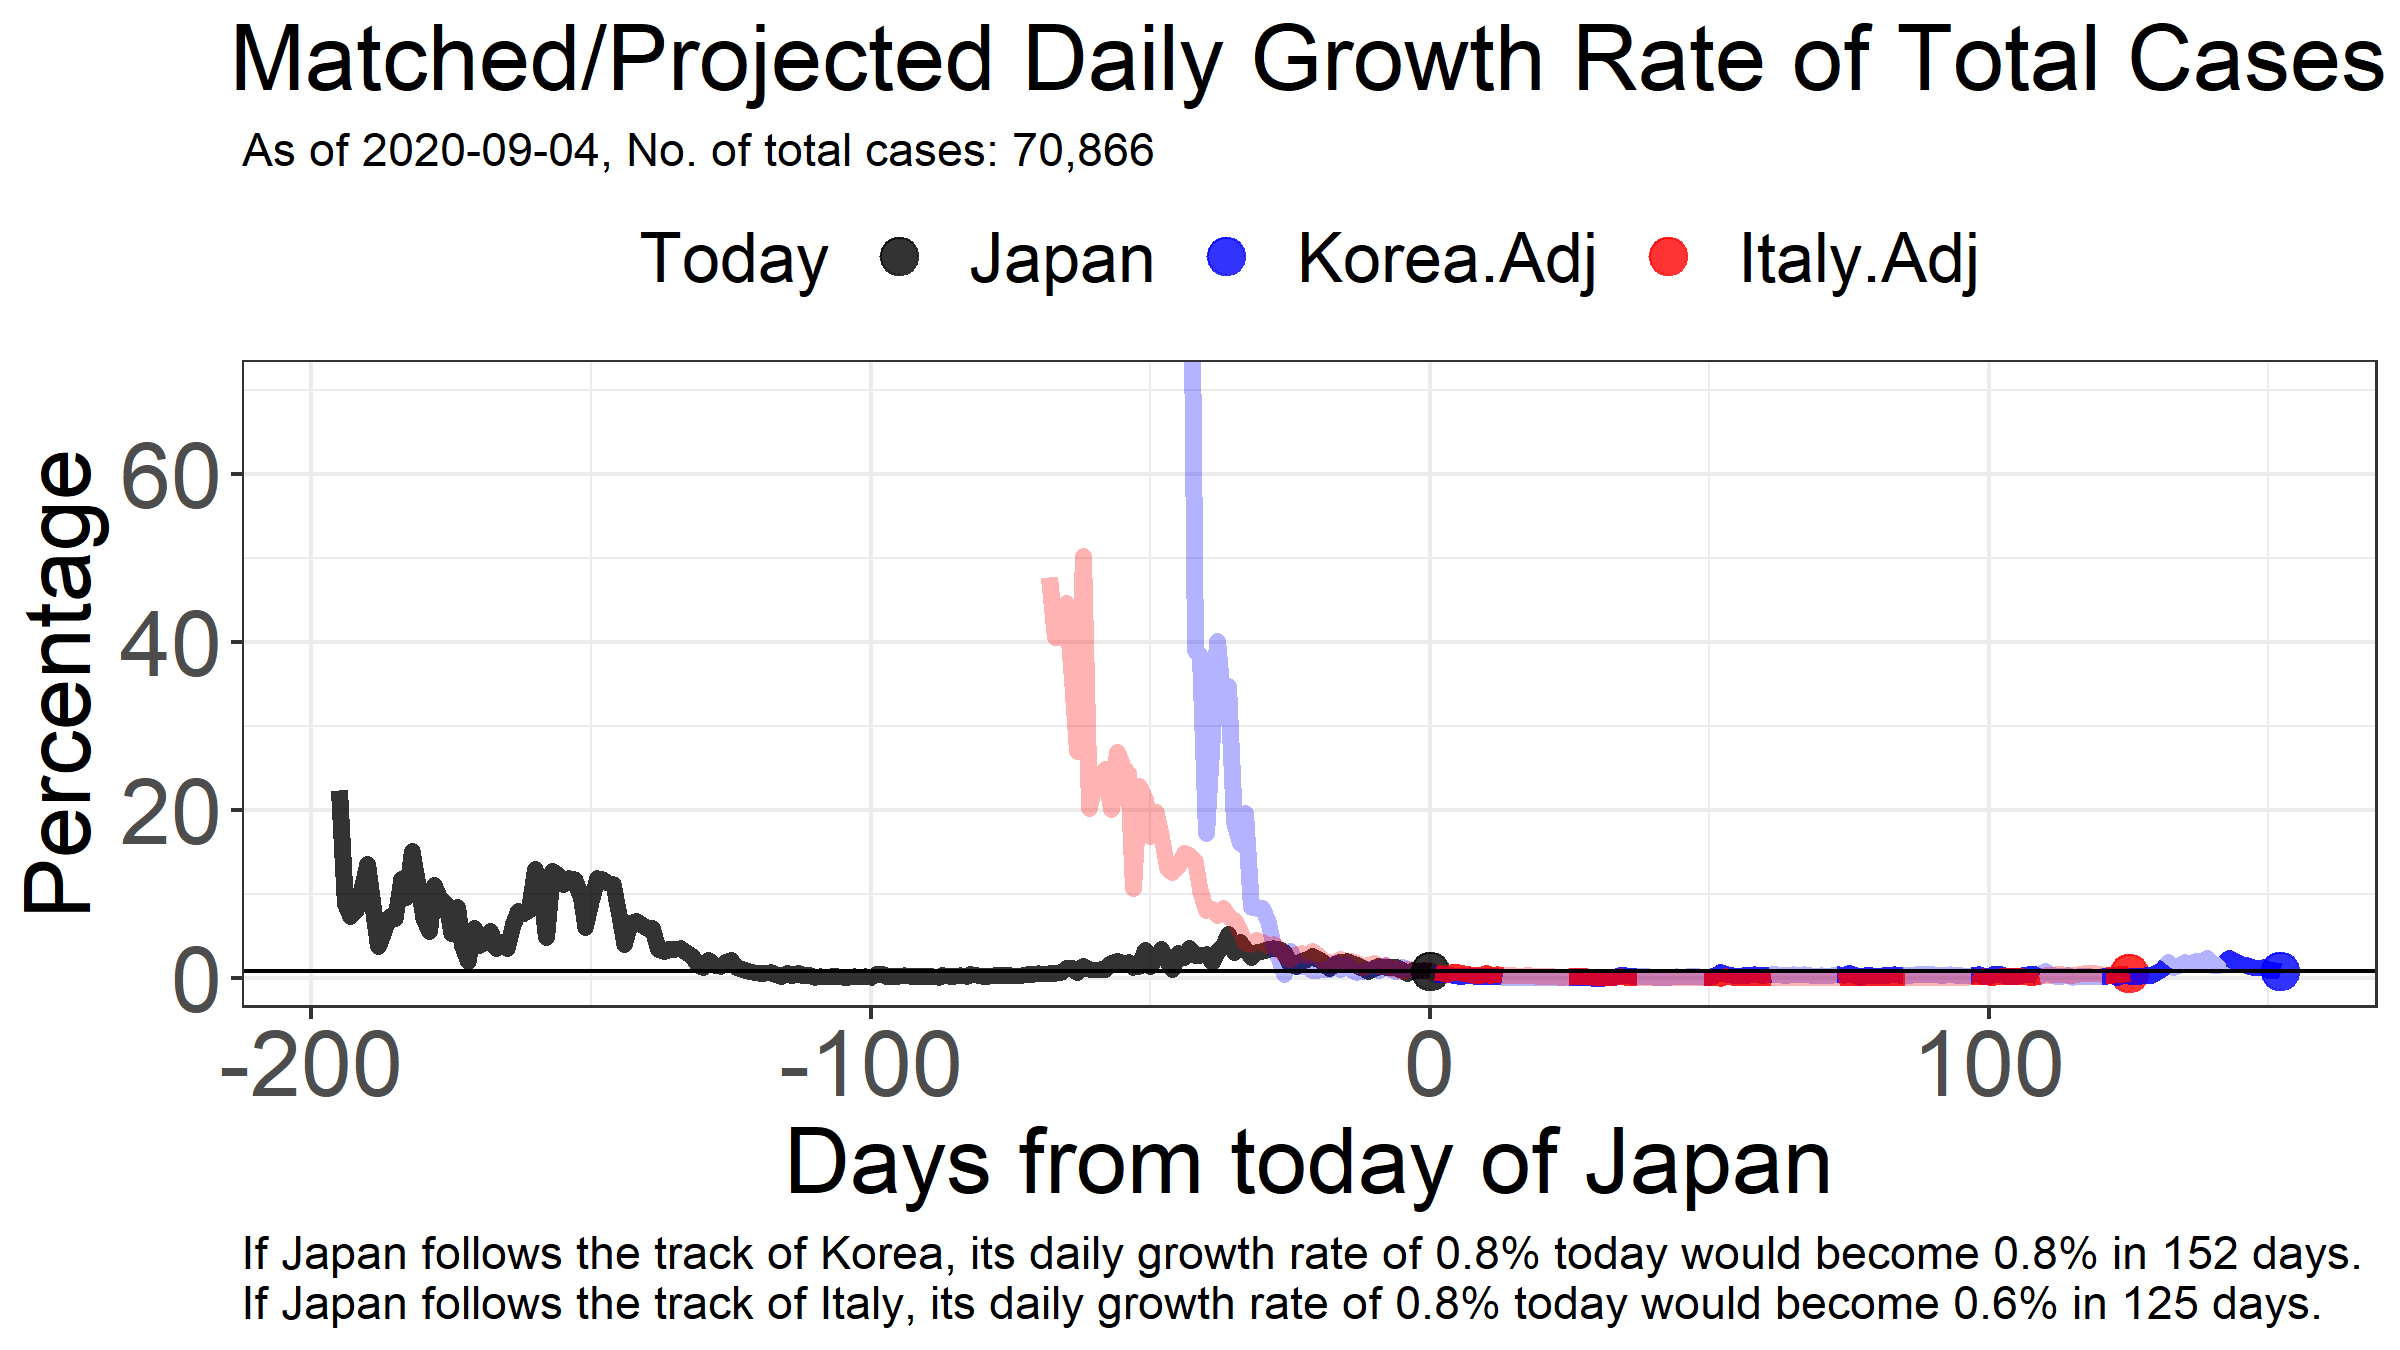 Matched/Projected Daily Growth Rate of Total Cases
As of 2020-09-04, No. of total cases: 70,866
Today Japan Korea.Adj Italy.Adj
Percentage
60
40
20
0
-200 -100 0 100
Days from today of Japan
If Japan follows the track of Korea, its daily growth rate of 0.8% today would become 0.8% in 152 days.
If Japan follows the track of Italy, its daily growth rate of 0.8% today would become 0.6% in 125 days.